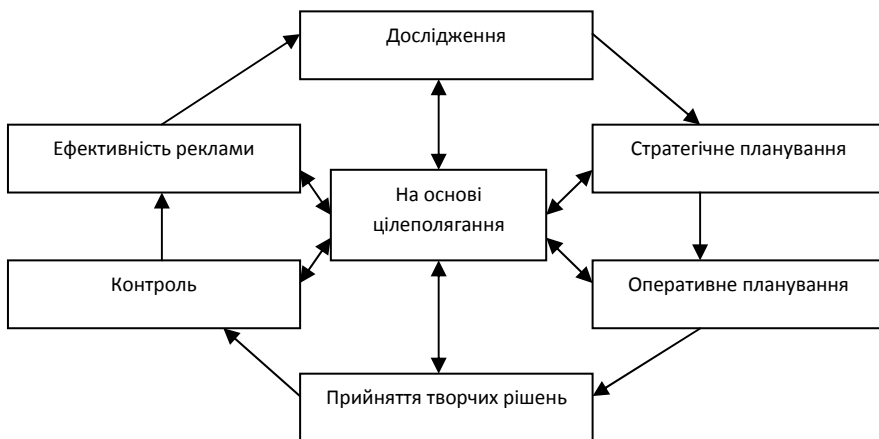 Дослідження
Ефективність реклами
Стратегічне планування
На основі
цілеполягання
Контроль
Оперативне планування
Прийняття творчих рішень